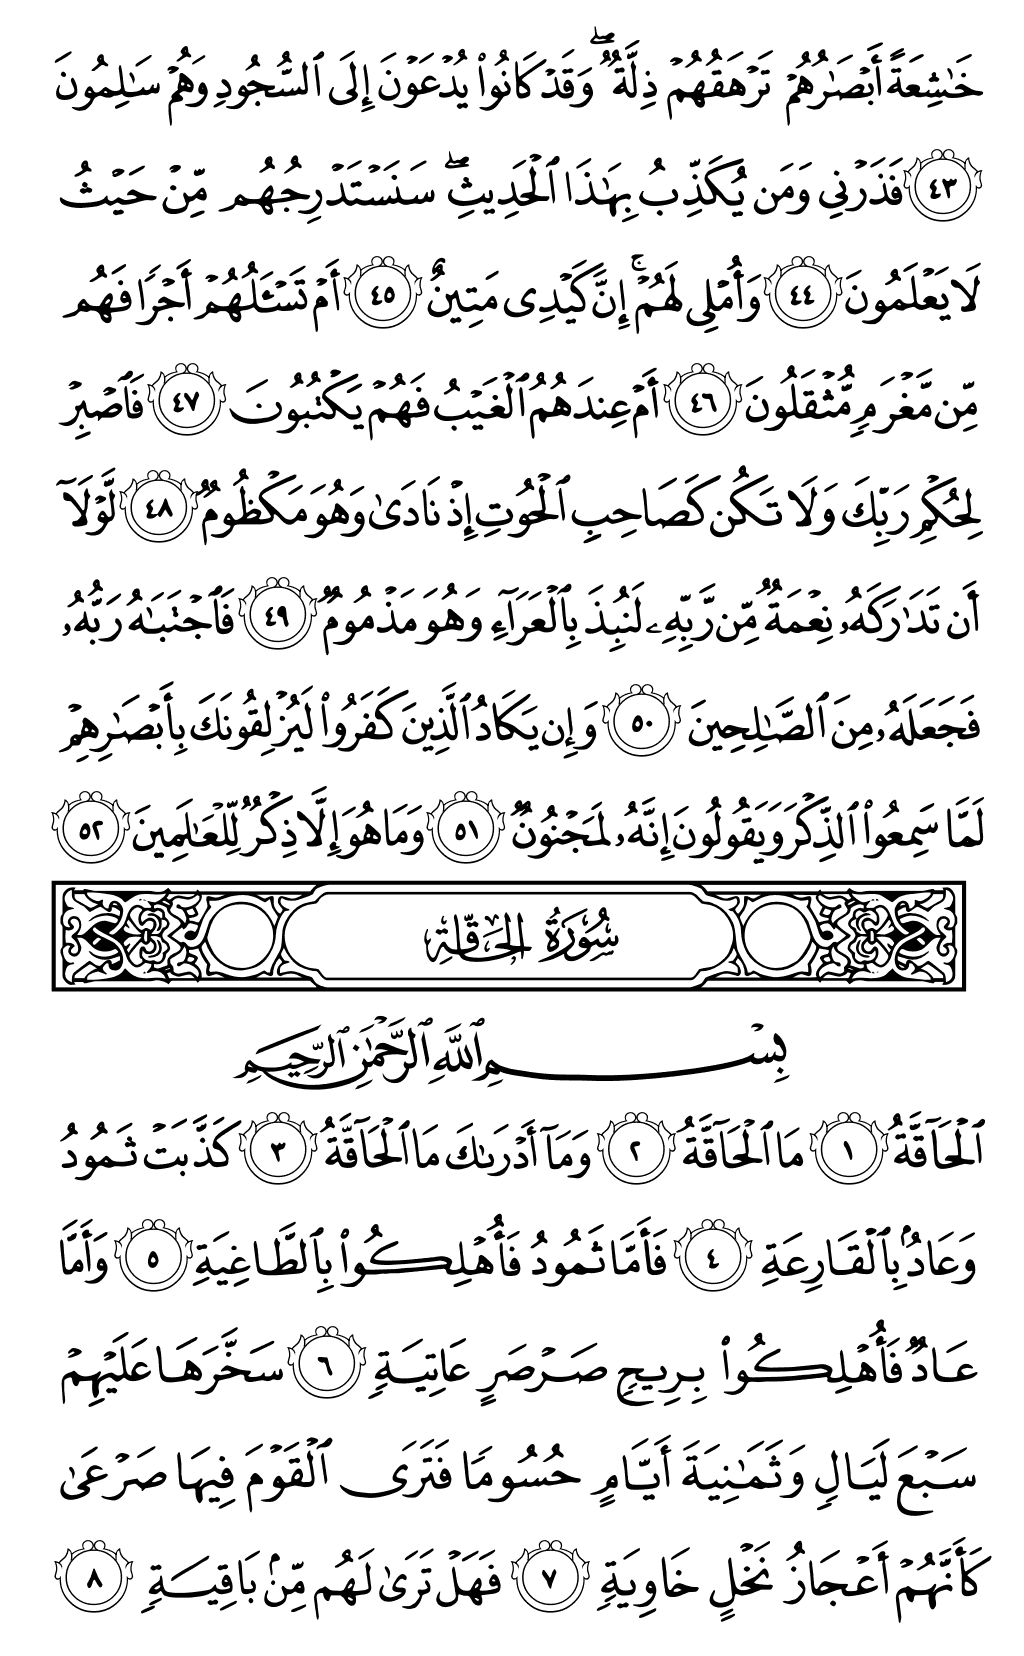 خَٰشِعَةً أَبْصَٰرُهُمْ تَرْهَقُهُمْ ذِلَّةٌ ۖ وَقَدْ كَانُوا۟ يُدْعَوْنَ إِلَى ٱلسُّجُودِ وَهُمْ سَٰلِمُونَ
٤٣ فَذَرْنِى وَمَن يُكَذِّبُ بِهَٰذَا ٱلْحَدِيثِ ۖ سَنَسْتَدْرِجُهُم مِّنْ حَيْثُ
لَا يَعْلَمُونَ ٤٤ وَأُمْلِى لَهُمْ ۚ إِنَّ كَيْدِى مَتِينٌ ٤٥ أَمْ تَسْـَٔلُهُمْ أَجْرًا فَهُم
مِّن مَّغْرَمٍ مُّثْقَلُونَ ٤٦ أَمْ عِندَهُمُ ٱلْغَيْبُ فَهُمْ يَكْتُبُونَ ٤٧ فَٱصْبِرْ
لِحُكْمِ رَبِّكَ وَلَا تَكُن كَصَاحِبِ ٱلْحُوتِ إِذْ نَادَىٰ وَهُوَ مَكْظُومٌ ٤٨ لَّوْلَآ
أَن تَدَٰرَكَهُۥ نِعْمَةٌ مِّن رَّبِّهِۦ لَنُبِذَ بِٱلْعَرَآءِ وَهُوَ مَذْمُومٌ ٤٩ فَٱجْتَبَٰهُ رَبُّهُۥ
فَجَعَلَهُۥ مِنَ ٱلصَّٰلِحِينَ ٥٠ وَإِن يَكَادُ ٱلَّذِينَ كَفَرُوا۟ لَيُزْلِقُونَكَ بِأَبْصَٰرِهِمْ
لَمَّا سَمِعُوا۟ ٱلذِّكْرَ وَيَقُولُونَ إِنَّهُۥ لَمَجْنُونٌ ٥١ وَمَا هُوَ إِلَّا ذِكْرٌ لِّلْعَٰلَمِينَ ٥٢
سُورَةُ الحَاقَّةِ
بِسْمِ ٱللَّهِ ٱلرَّحْمَٰنِ ٱلرَّحِيمِ
ٱلْحَآقَّةُ ١ مَا ٱلْحَآقَّةُ ٢ وَمَآ أَدْرَىٰكَ مَا ٱلْحَآقَّةُ ٣ كَذَّبَتْ ثَمُودُ
وَعَادٌۢ بِٱلْقَارِعَةِ ٤ فَأَمَّا ثَمُودُ فَأُهْلِكُوا۟ بِٱلطَّاغِيَةِ ٥ وَأَمَّا
عَادٌ فَأُهْلِكُوا۟ بِرِيحٍ صَرْصَرٍ عَاتِيَةٍ ٦ سَخَّرَهَا عَلَيْهِمْ
سَبْعَ لَيَالٍ وَثَمَٰنِيَةَ أَيَّامٍ حُسُومًا فَتَرَى ٱلْقَوْمَ فِيهَا صَرْعَىٰ
كَأَنَّهُمْ أَعْجَازُ نَخْلٍ خَاوِيَةٍ ٧ فَهَلْ تَرَىٰ لَهُم مِّنۢ بَاقِيَةٍ ٨